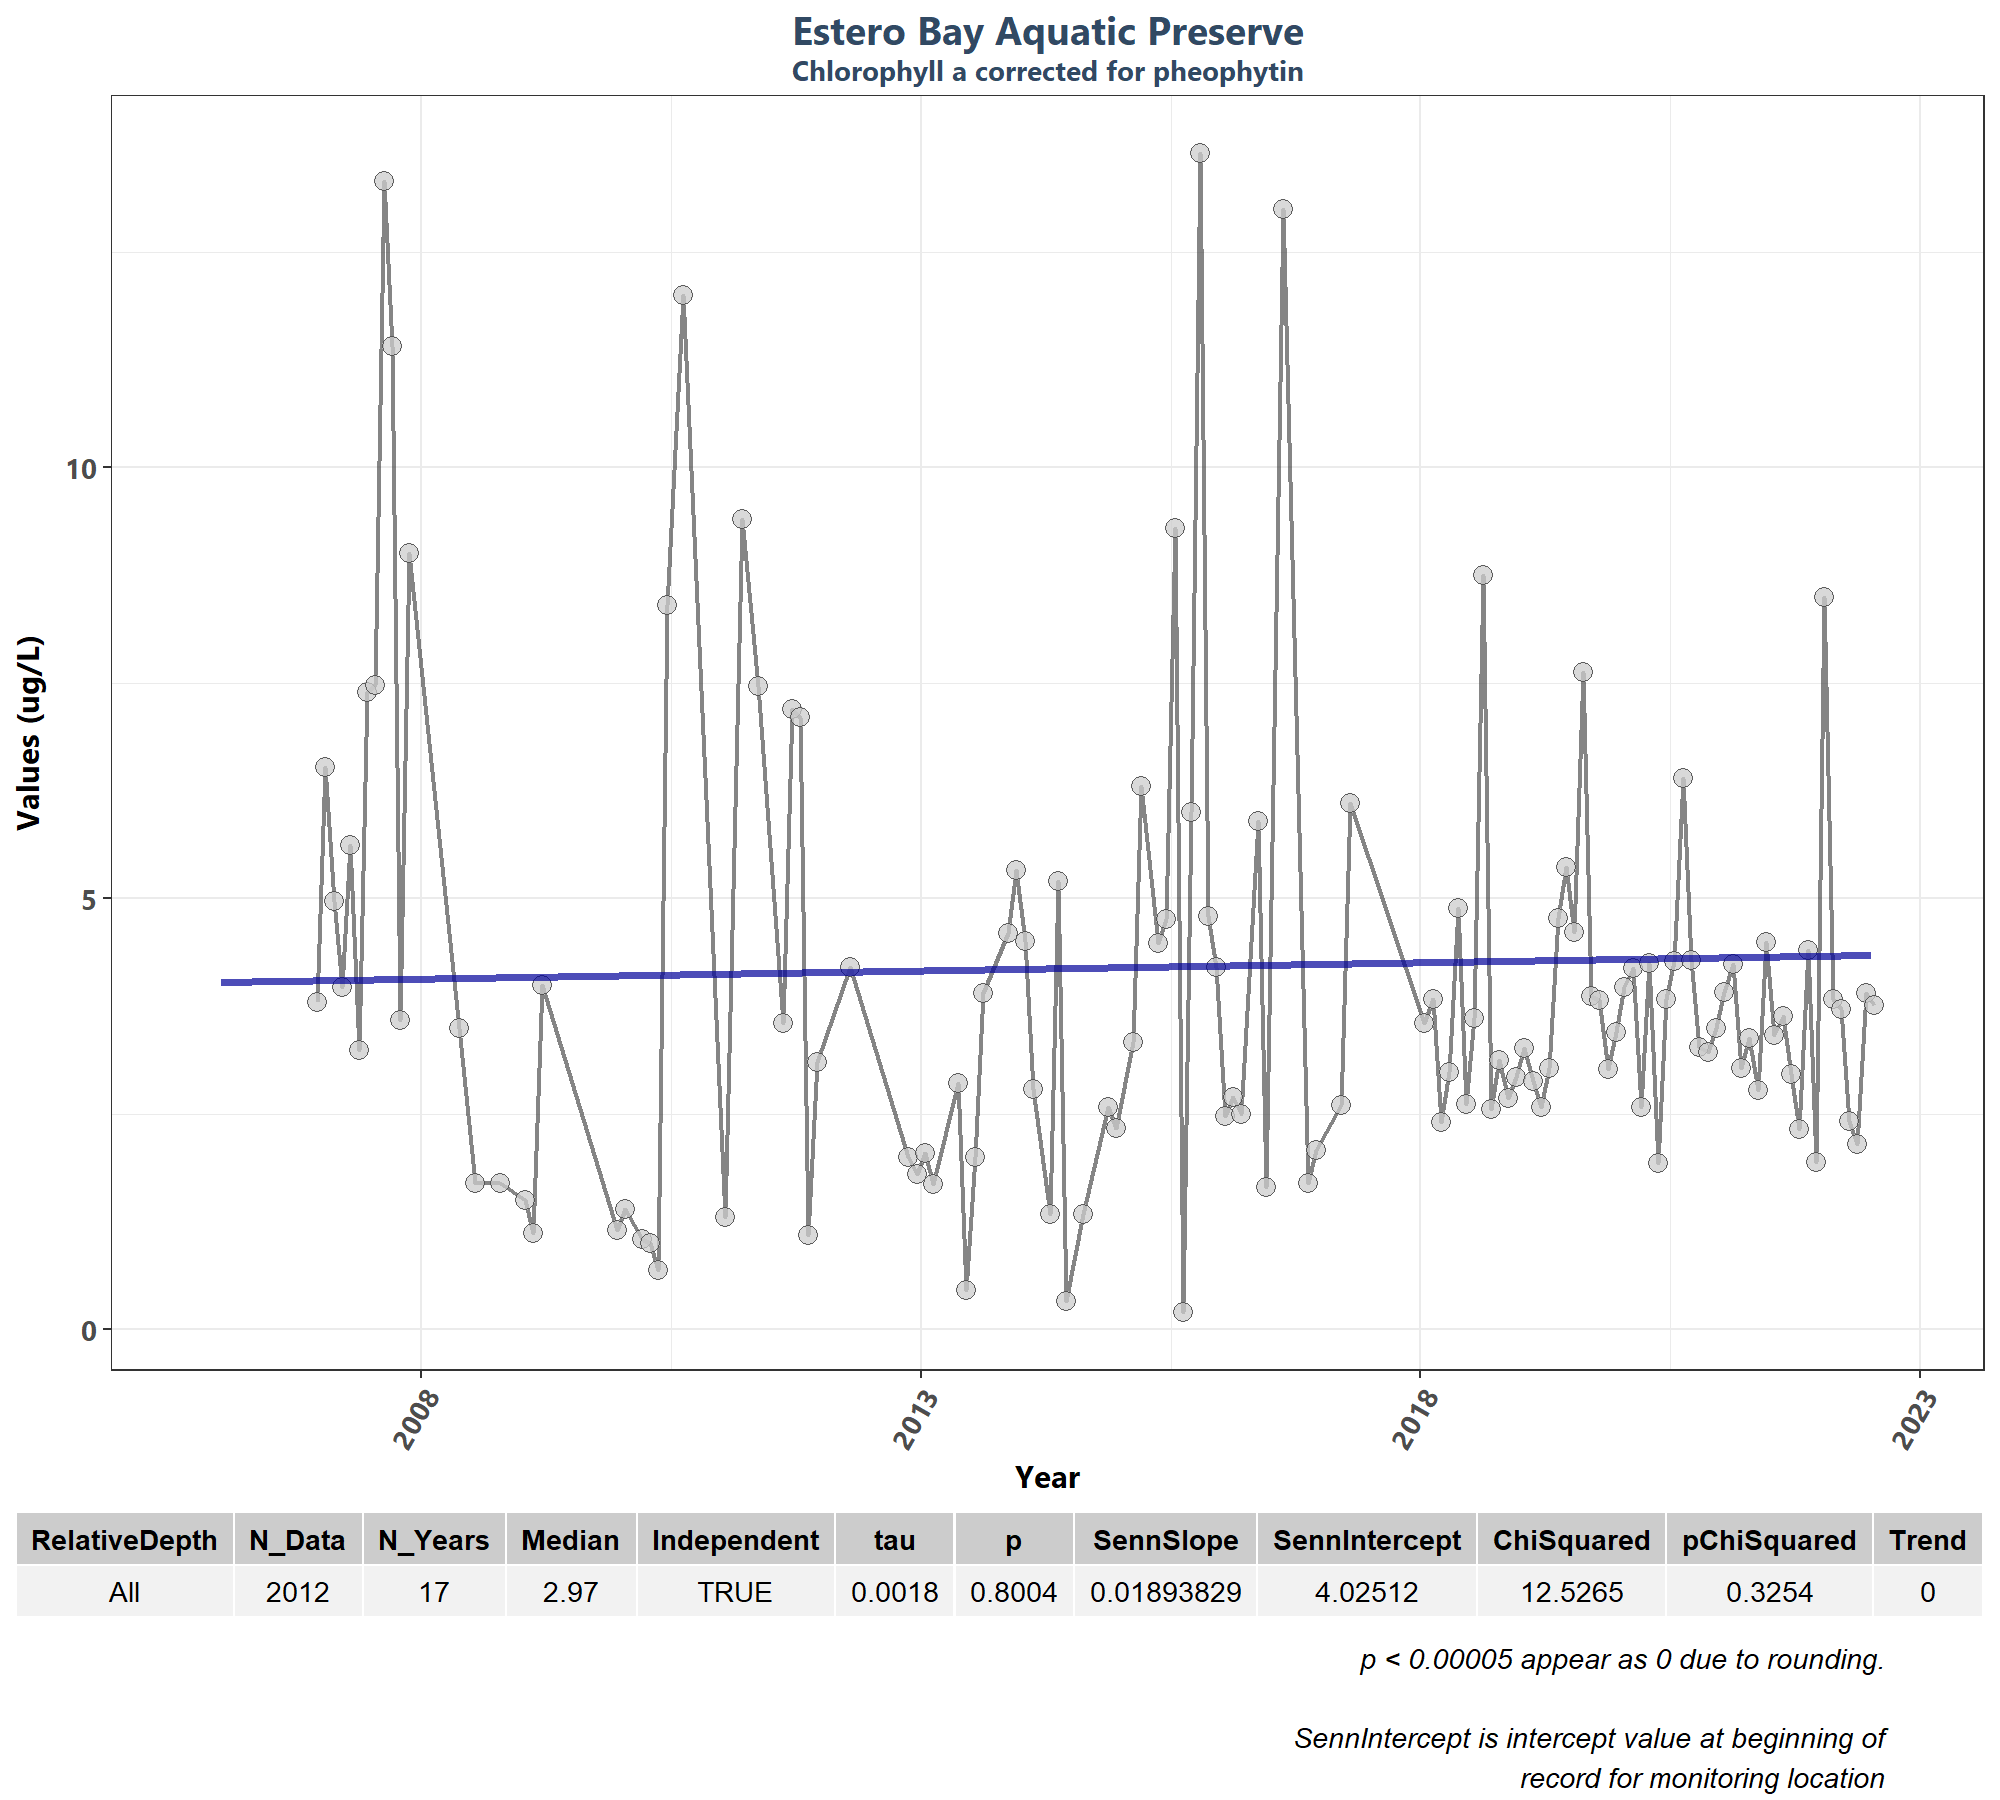 Estero Bay Aquatic Preserve
Chlorophyll a corrected for pheophytin
Values (ug/L)
10
5
0
2008
2013
2018
2023
Year
RelativeDepth N_Data N_Years Median Independent tau p SennSlope SennIntercept ChiSquared pChiSquared Trend
All 2012 17 2.97 TRUE 0.0018 0.8004 0.01893829 4.02512 12.5265 0.3254 0
p < 0.00005 appear as 0 due to rounding.
SennIntercept is intercept value at beginning of
record for monitoring location